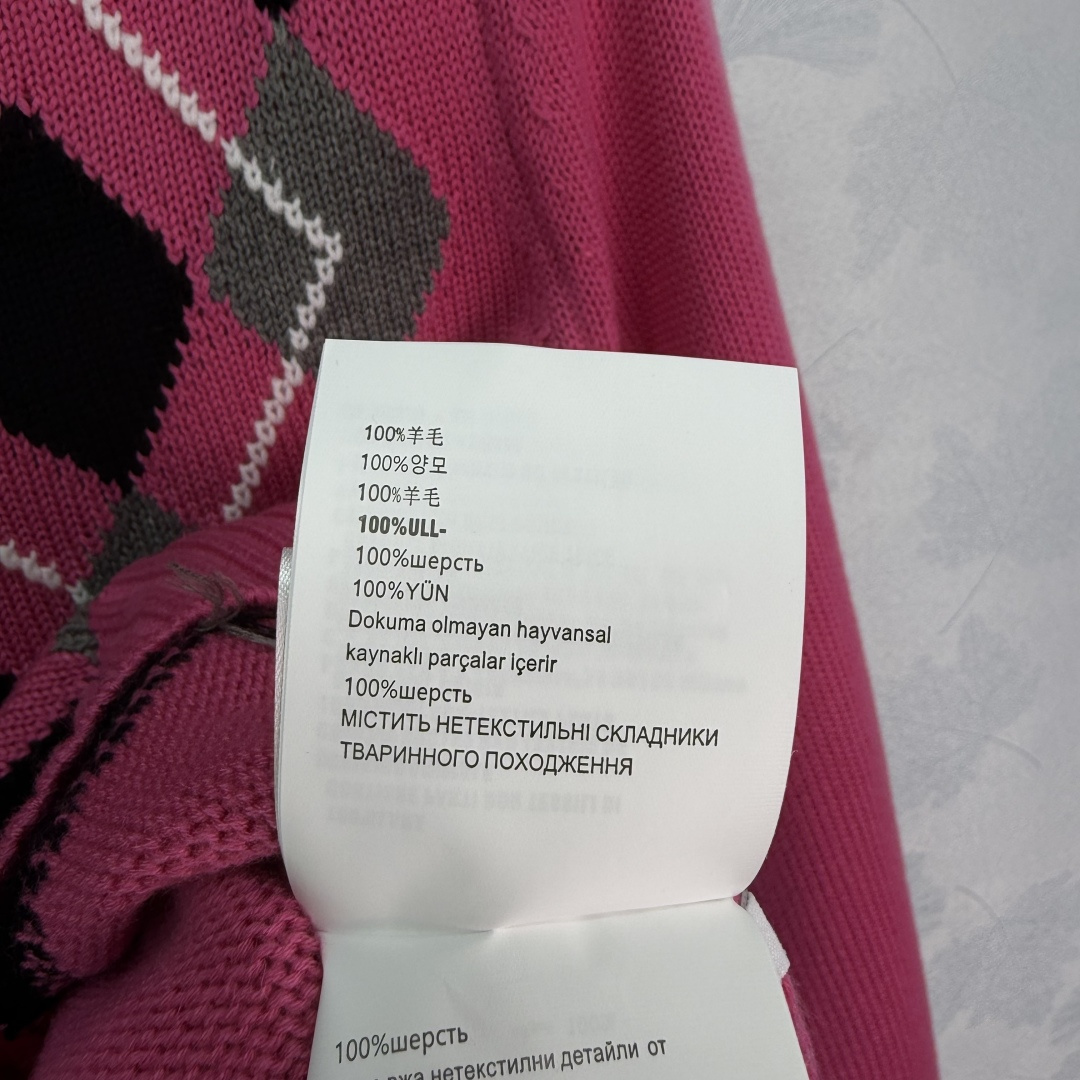 100%羊毛
100%양모
100%羊毛
100%ULL-
100%шерсть
100%YÜN
Dokuma olmayan hayvansal
kaynaklı parçalar içerir
100%шерсть
МІСТИТЬ НЕТЕКСТИЛЬНІ СКЛАДНИКИ
ТВАРИННОГО ПОХОДЖЕННЯ
100%шерсть
нетекстилни детайли от